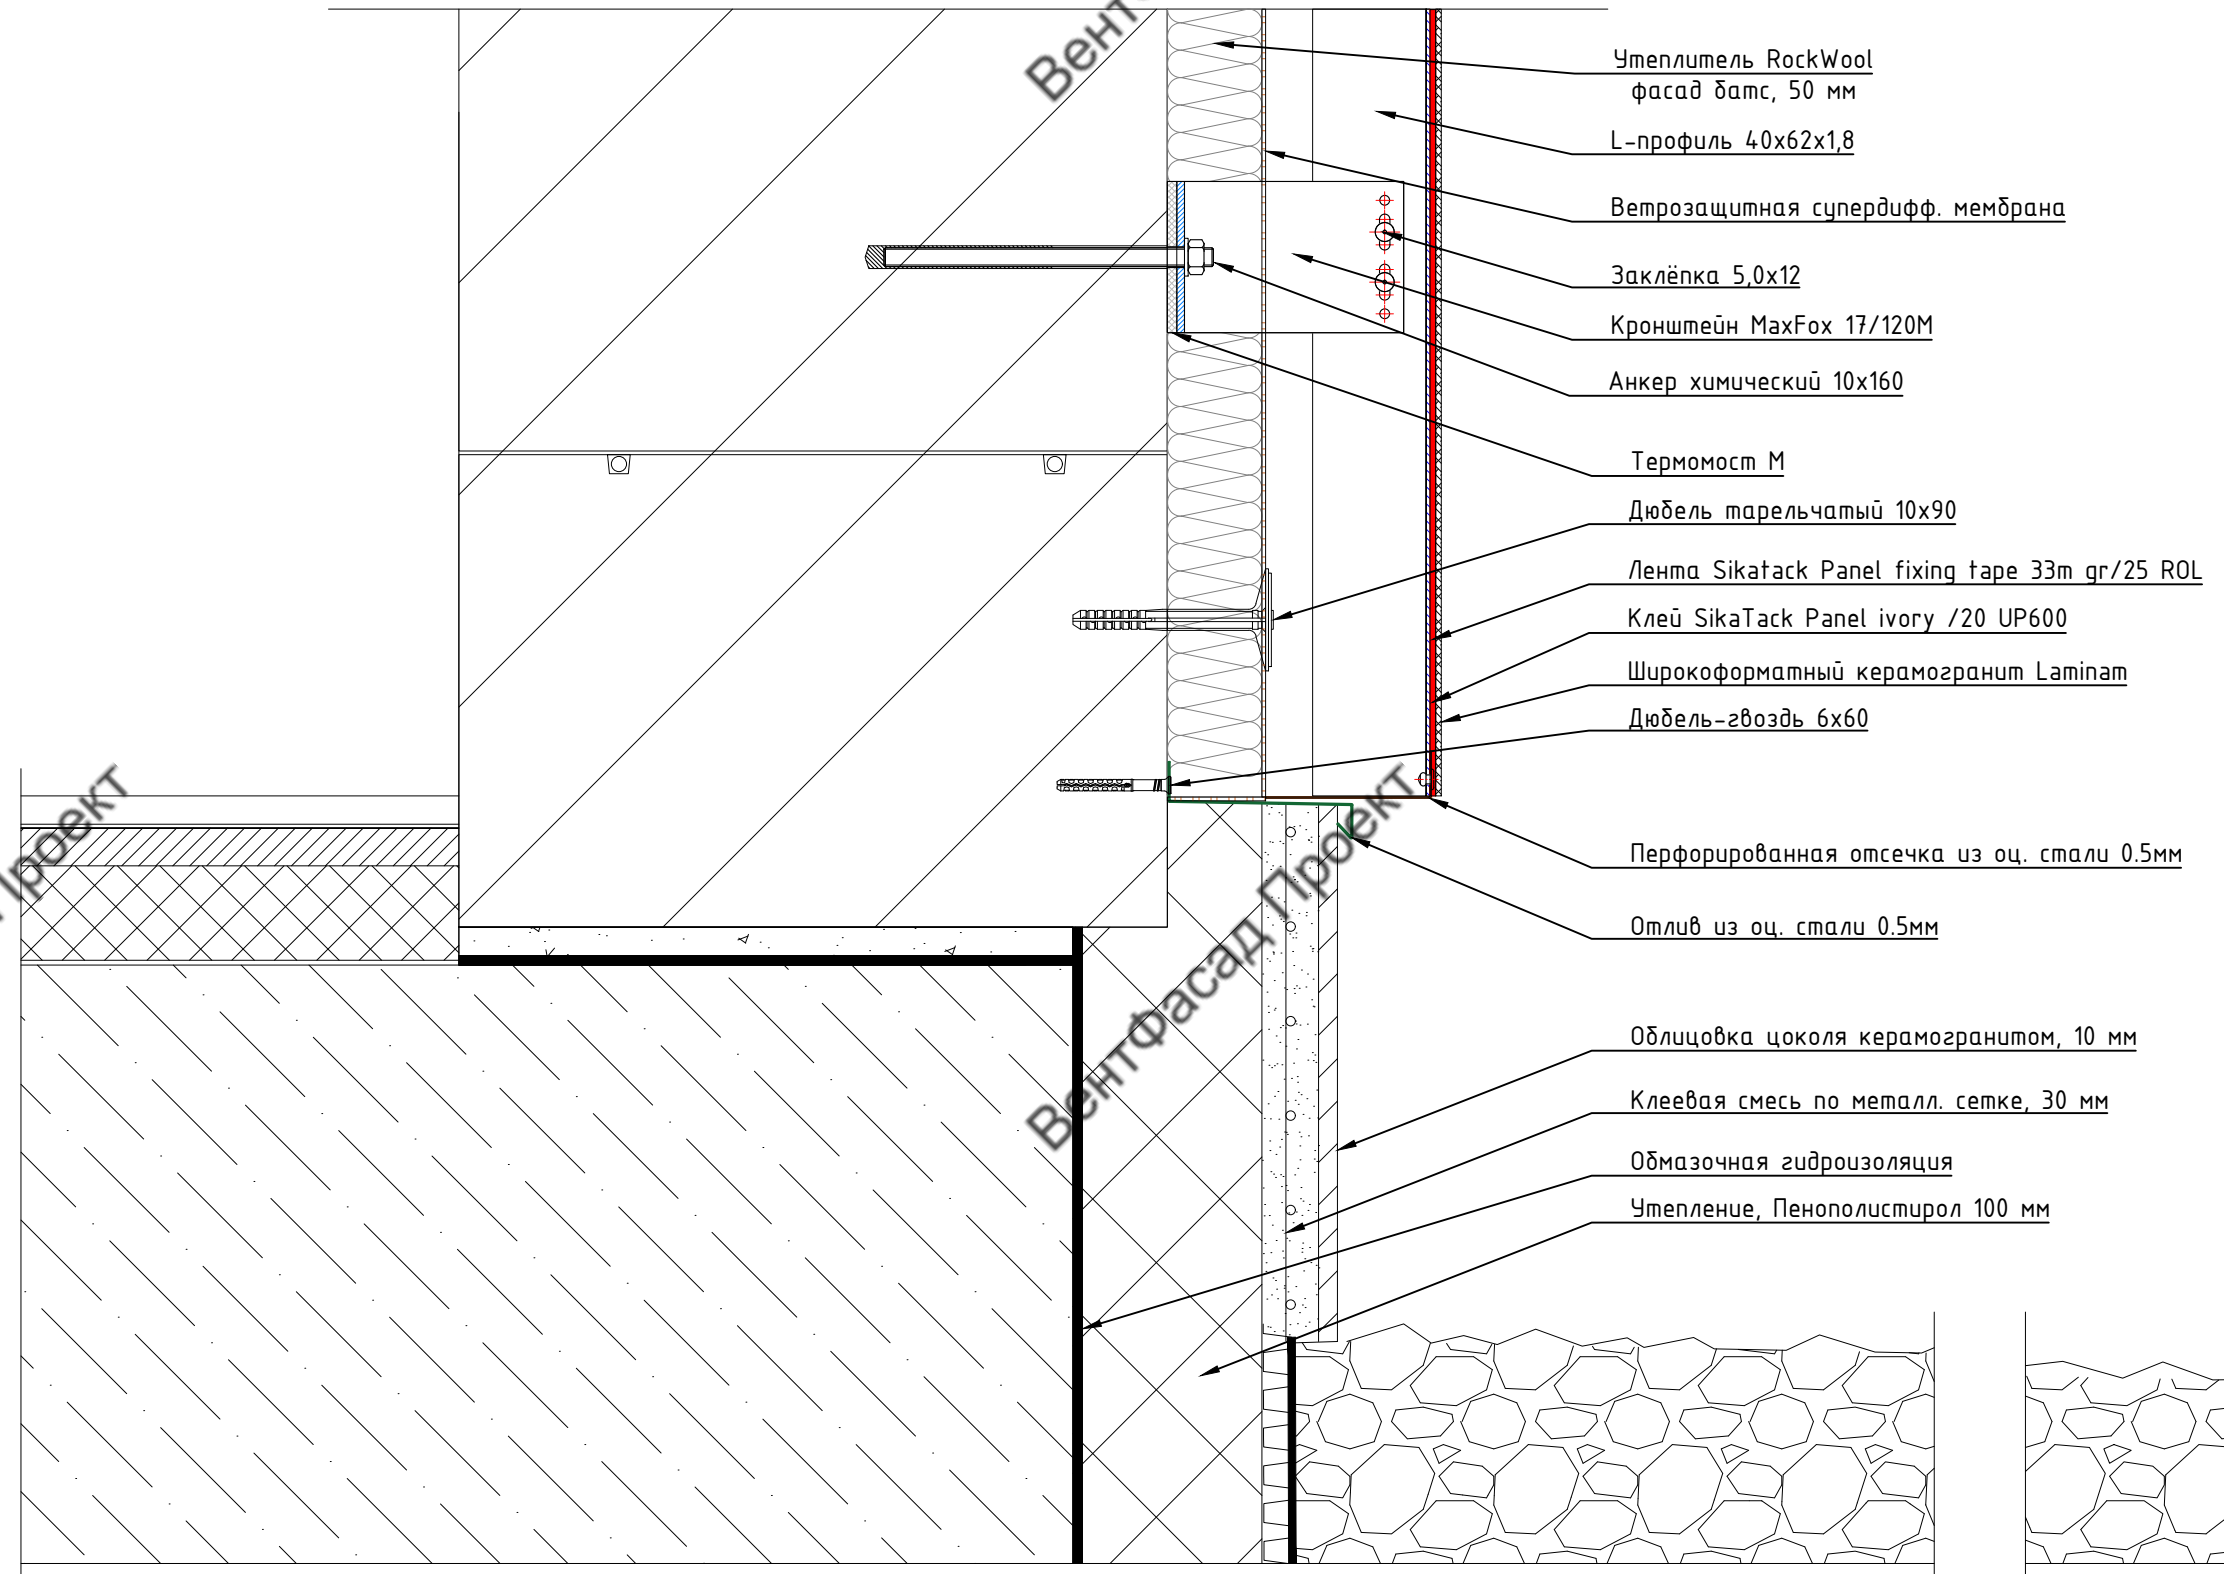 Утеплитель RockWool
фасад батс, 50 мм
L-профиль 40х62х1,8
Ветрозащитная супердифф. мембрана
Заклёпка 5,0х12
Кронштейн MaxFox 17/120М
Анкер химический 10х160
Термомост М
Дюбель тарельчатый 10х90
Лента Sikatack Panel fixing tape 33m gr/25 ROL
Клей SikaTack Panel ivory /20 UP600
Широкоформатный керамогранит Laminam
Дюбель-гвоздь 6х60
Перфорированная отсечка из оц. стали 0.5мм
Отлив из оц. стали 0.5мм
Облицовка цоколя керамогранитом, 10 мм
Клеевая смесь по металл. сетке, 30 мм
Обмазочная гидроизоляция
Утепление, Пенополистирол 100 мм
Вент
Проект
ВентФасад Проект